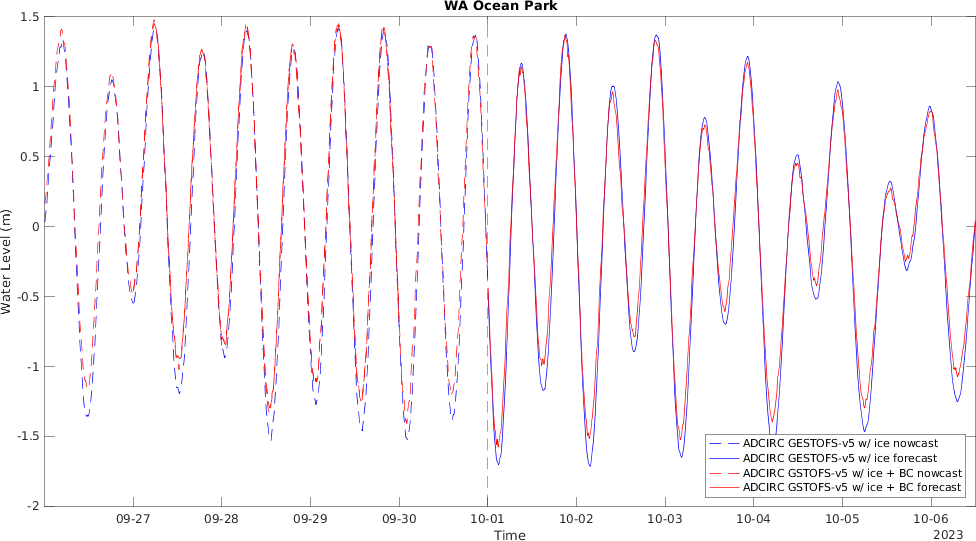 WA Ocean Park
1.5
1
0.5
0
-0.5
-1
-1.5
-2
Water Level (m)
09-27 09-28 09-29 09-30 10-01 10-02 10-03 10-04 10-05 10-06
Time
2023
ADCIRC GESTOFS-v5 w/ ice nowcast
ADCIRC GESTOFS-v5 w/ ice forecast
ADCIRC GSTOFS-v5 w/ ice + BC nowcast
ADCIRC GSTOFS-v5 w/ ice + BC forecast